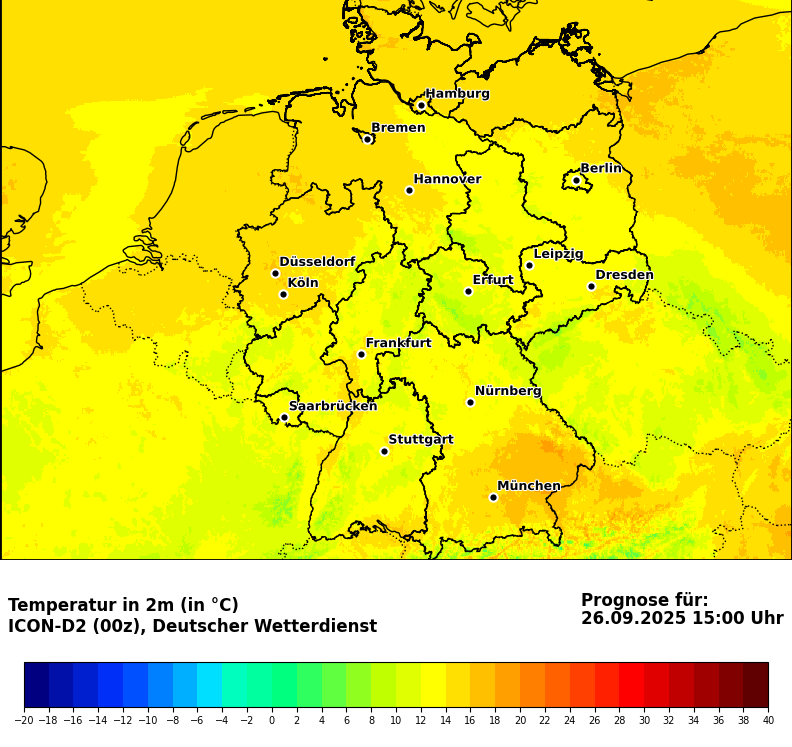 Hamburg
Bremen
Berlin
Hannover
Leipzig
Düsseldorf
Dresden
Erfurt
Köln
Frankfurt
Nürnberg
Saarbrücken
Stuttgart
München
Temperatur in 2m (in °C)
ICON-D2 (00z), Deutscher Wetterdienst
Prognose für:
26.09.2025 15:00 Uhr
−20 −18 −16 −14 −12 −10 −8 −6 −4 −2 0 2 4 6 8 10 12 14 16 18 20 22 24 26 28 30 32 34 36 38 40